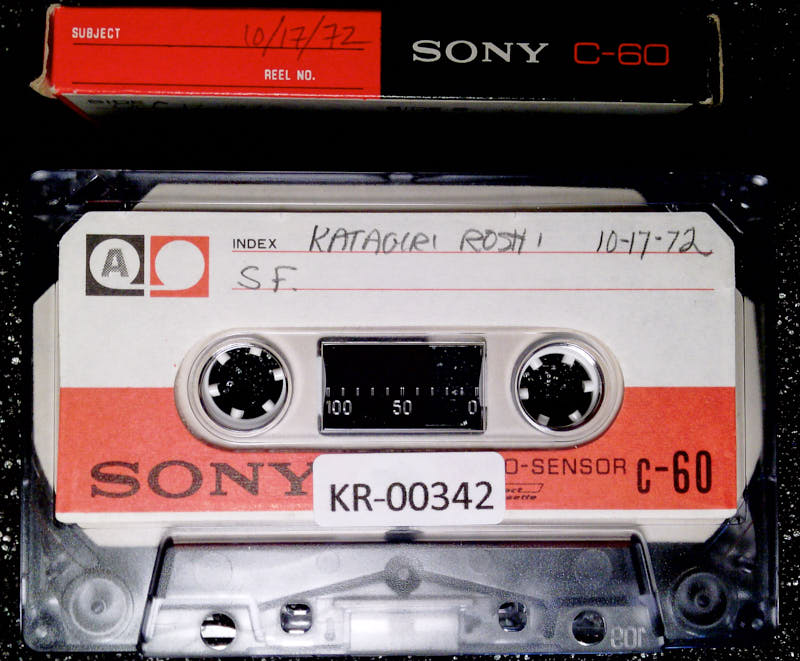 SUBJECT 10/17/72
REEL NO.
SONY C-60
A INDEX KATAGIRI ROSHI 10-17-72
S F.
100 50 0
SONY O-SENSOR C-60
KR-00342